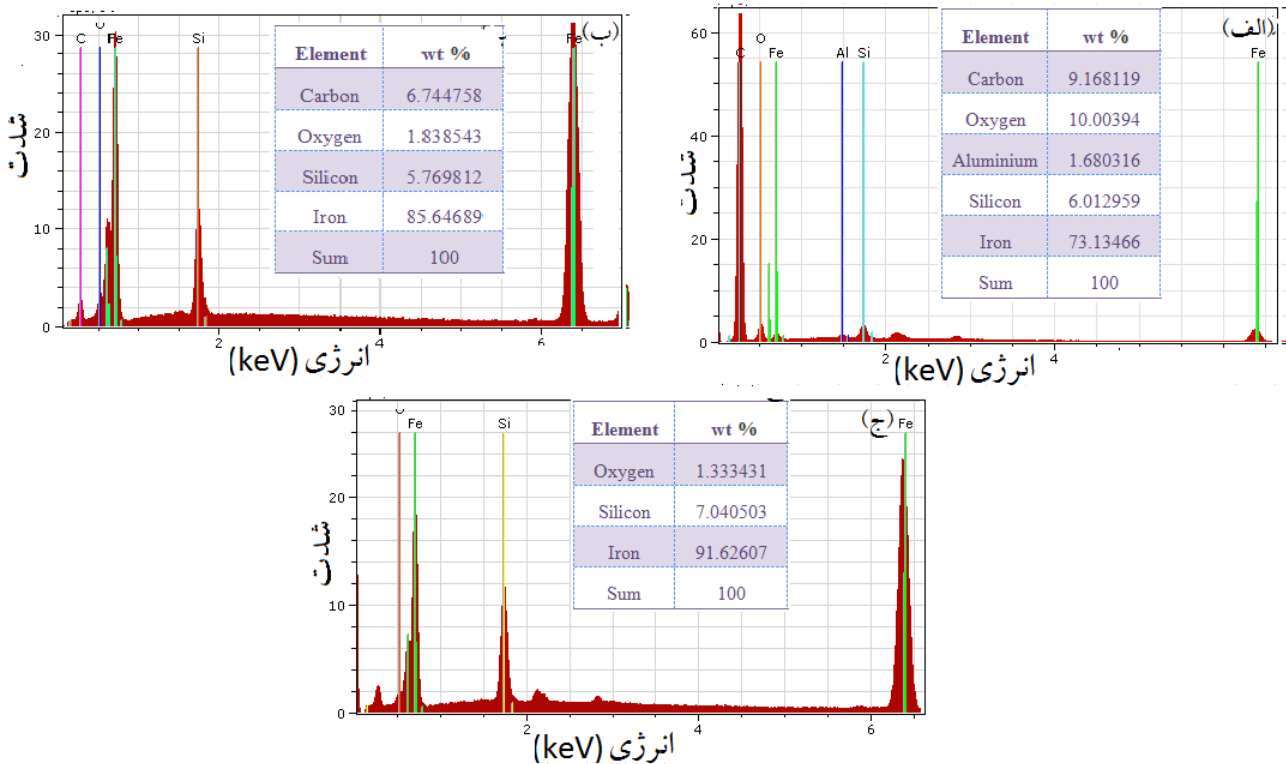 (الف)
60
40
20
2
4
C
O
Fe
Al
Si
Fe
Element wt %
Carbon 9.168119
Oxygen 10.00394
Aluminium 1.680316
Silicon 6.012959
Iron 73.13466
Sum 100
شدت
انرژی (keV)
(ب)
30
20
10
0
2
4
6
C
Fe
Si
Fe
Element wt %
Carbon 6.744758
Oxygen 1.838543
Silicon 5.769812
Iron 85.64689
Sum 100
شدت
انرژی (keV)
(ج)
30
20
10
0
2
4
6
Fe
Si
Fe
Element wt %
Oxygen 1.333431
Silicon 7.040503
Iron 91.62607
Sum 100
شدت
انرژی (keV)